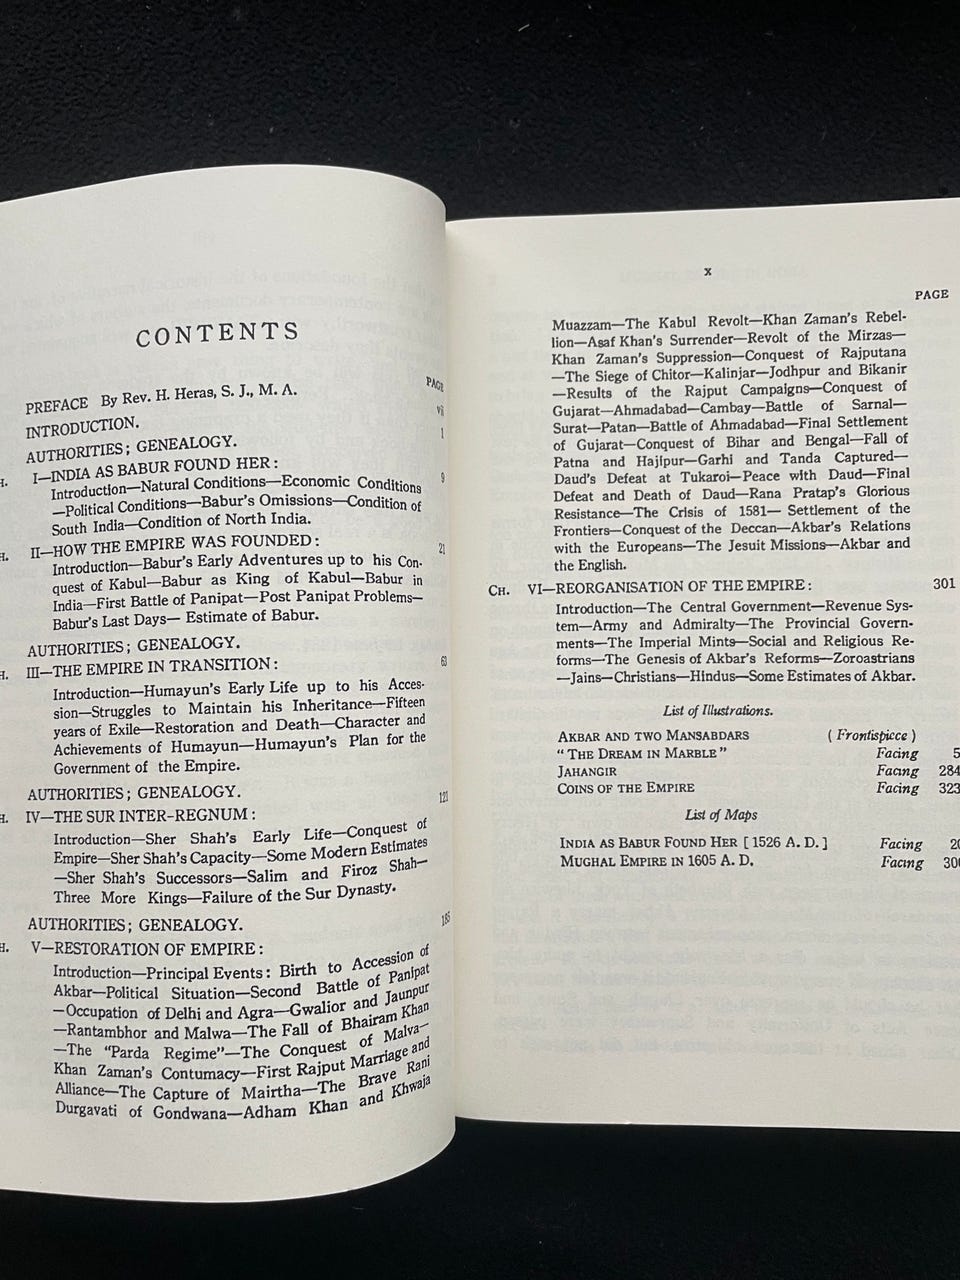 CONTENTS
PAGE
PREFACE By Rev. H. Heras, S. J., M. A. vii
INTRODUCTION. 1
AUTHORITIES; GENEALOGY.
H. I—INDIA AS BABUR FOUND HER: 9
Introduction—Natural Conditions—Economic Conditions
—Political Conditions—Babur's Omissions—Condition of
South India—Condition of North India.
H. II—HOW THE EMPIRE WAS FOUNDED: 21
Introduction—Babur's Early Adventures up to his Con-
quest of Kabul—Babur as King of Kabul—Babur in
India—First Battle of Panipat—Post Panipat Problems—
Babur's Last Days— Estimate of Babur.
AUTHORITIES; GENEALOGY.
H. III—THE EMPIRE IN TRANSITION: 63
Introduction—Humayun's Early Life up to his Acces-
sion—Struggles to Maintain his Inheritance—Fifteen
years of Exile—Restoration and Death—Character and
Achievements of Humayun—Humayun's Plan for the
Government of the Empire.
AUTHORITIES; GENEALOGY.
H. IV—THE SUR INTER-REGNUM: 121
Introduction—Sher Shah's Early Life—Conquest of
Empire—Sher Shah's Capacity—Some Modern Estimates
—Sher Shah's Successors—Salim and Firoz Shah—
Three More Kings—Failure of the Sur Dynasty.
AUTHORITIES; GENEALOGY.
H. V—RESTORATION OF EMPIRE:
Introduction—Principal Events: Birth to Accession of
Akbar—Political Situation—Second Battle of Panipat
—Occupation of Delhi and Agra—Gwalior and Jaunpur
—Rantambhor and Malwa—The Fall of Bhairam Khan
—The "Parda Regime"—The Conquest of Malva—
Khan Zaman's Contumacy—First Rajput Marriage and
Alliance—The Capture of Mairtha—The Brave Rani
Durgavati of Gondwana—Adham Khan and Khwaja
x
PAGE
Muazzam—The Kabul Revolt—Khan Zaman's Rebel-
lion—Asaf Khan's Surrender—Revolt of the Mirzas—
Khan Zaman's Suppression—Conquest of Rajputana
—The Siege of Chitor—Kalinjar—Jodhpur and Bikanir
—Results of the Rajput Campaigns—Conquest of
Gujarat—Ahmadabad—Cambay—Battle of Sarnal—
Surat—Patan—Battle of Ahmadabad—Final Settlement
of Gujarat—Conquest of Bihar and Bengal—Fall of
Patna and Hajipur—Garhi and Tanda Captured—
Daud's Defeat at Tukaroi—Peace with Daud—Final
Defeat and Death of Daud—Rana Pratap's Glorious
Resistance—The Crisis of 1581— Settlement of the
Frontiers—Conquest of the Deccan—Akbar's Relations
with the Europeans—The Jesuit Missions—Akbar and
the English.
CH. VI—REORGANISATION OF THE EMPIRE: 301
Introduction—The Central Government—Revenue Sys-
tem—Army and Admiralty—The Provincial Govern-
ments—The Imperial Mints—Social and Religious Re-
forms—The Genesis of Akbar's Reforms—Zoroastrians
—Jains—Christians—Hindus—Some Estimates of Akbar.
List of Illustrations.
AKBAR AND TWO MANSABDARS (Frontispicce)
"THE DREAM IN MARBLE" Facing 5
JAHANGIR Facing 284
COINS OF THE EMPIRE Facing 323
List of Maps
INDIA AS BABUR FOUND HER [1526 A. D.] Facing 20
MUGHAL EMPIRE IN 1605 A. D. Facing 300